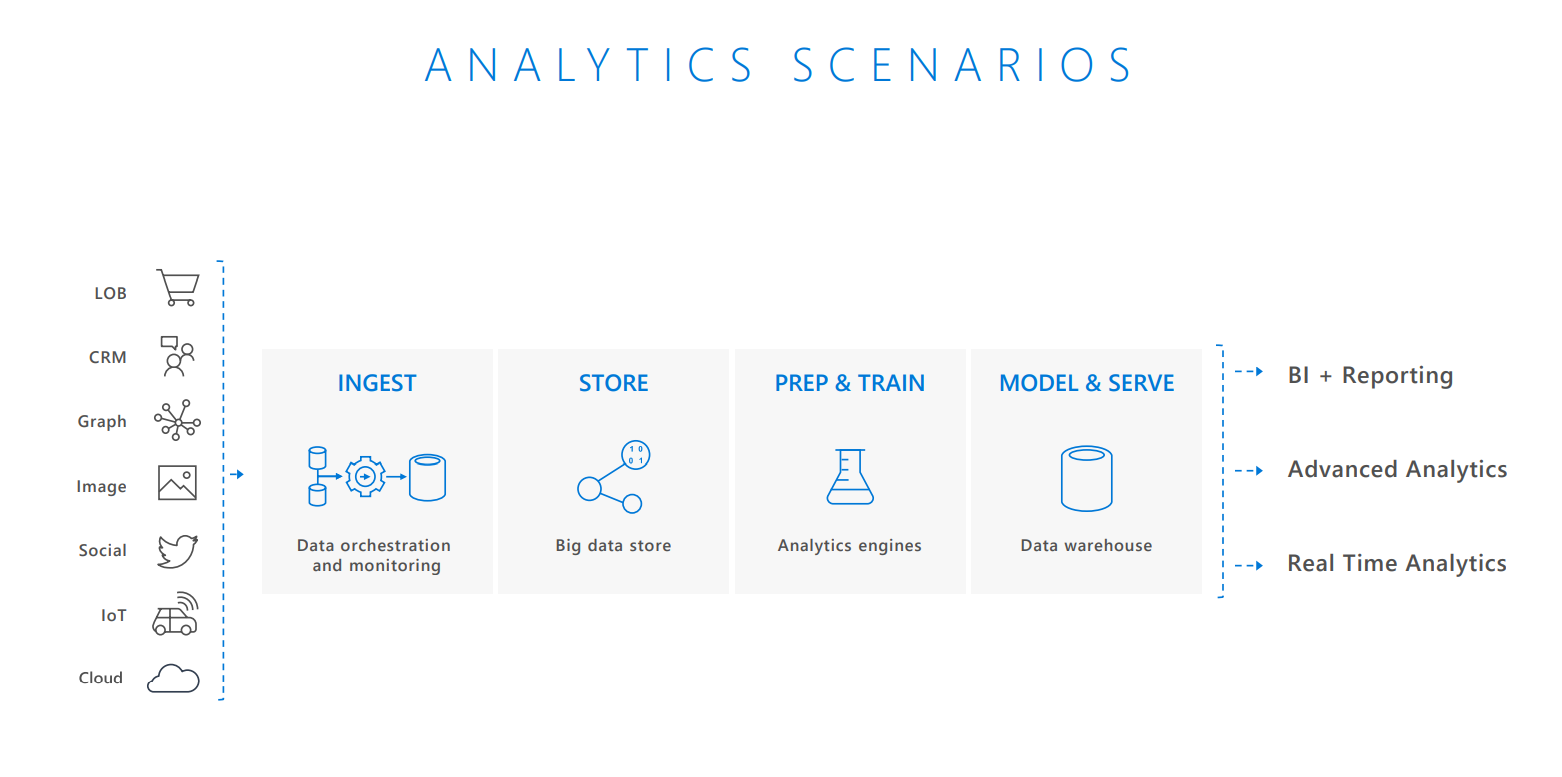 ANALYTICS SCENARIOS
LOB
CRM
Graph
Image
Social
IoT
Cloud
INGEST
Data orchestration
and monitoring
STORE
1 0
0 1
Big data store
PREP & TRAIN
Analytics engines
MODEL & SERVE
Data warehouse
BI + Reporting
Advanced Analytics
Real Time Analytics